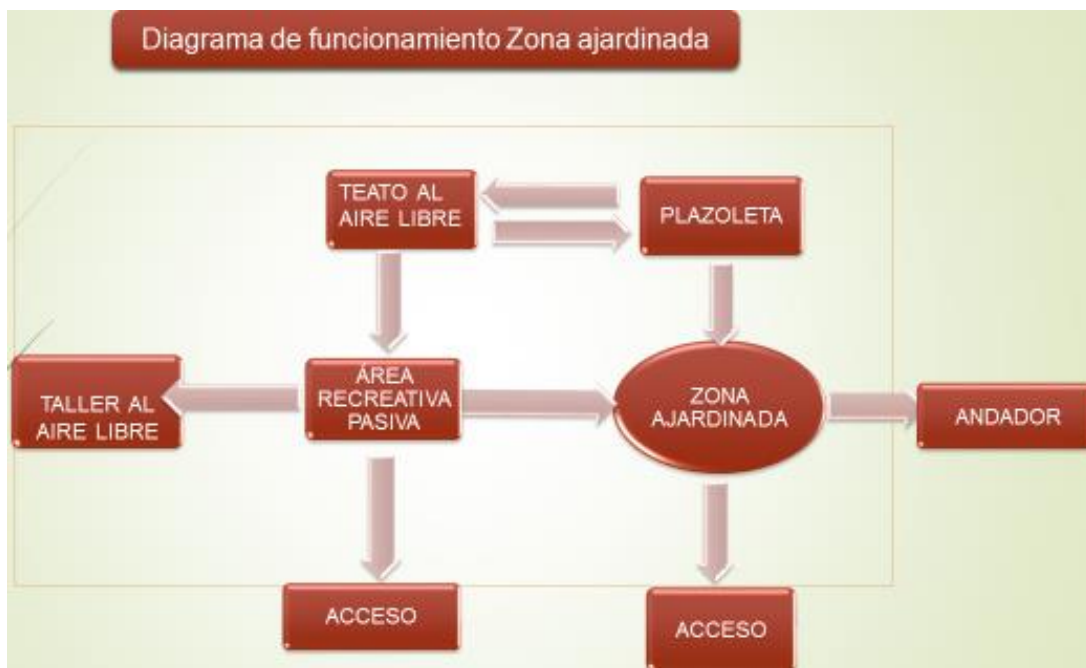 Diagrama de funcionamiento Zona ajardinada
TEATO AL
AIRE LIBRE
PLAZOLETA
TALLER AL
AIRE LIBRE
ÁREA
RECREATIVA
PASIVA
ZONA
AJARDINADA
ANDADOR
ACCESO
ACCESO